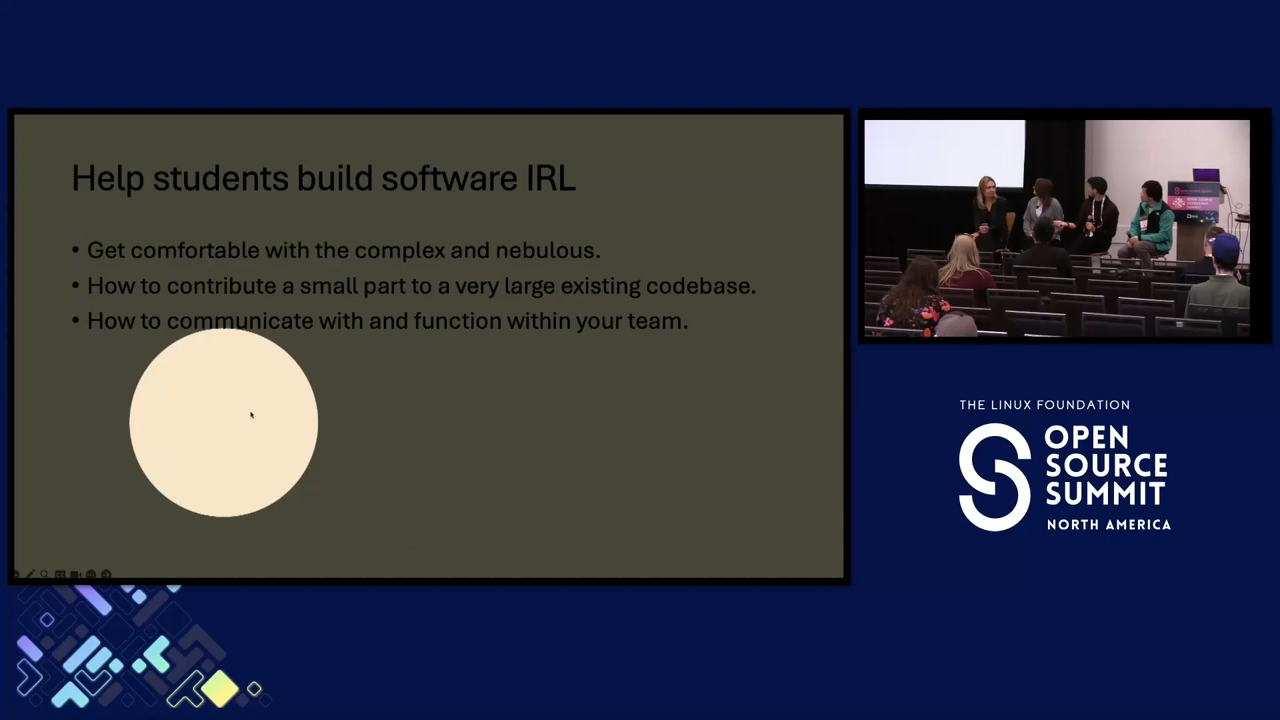 Help students build software IRL
• Get comfortable with the complex and nebulous.
• How to contribute a small part to a very large existing codebase.
• How to communicate with and function within your team.
THE LINUX FOUNDATION
OPEN
SOURCE
SUMMIT
NORTH AMERICA